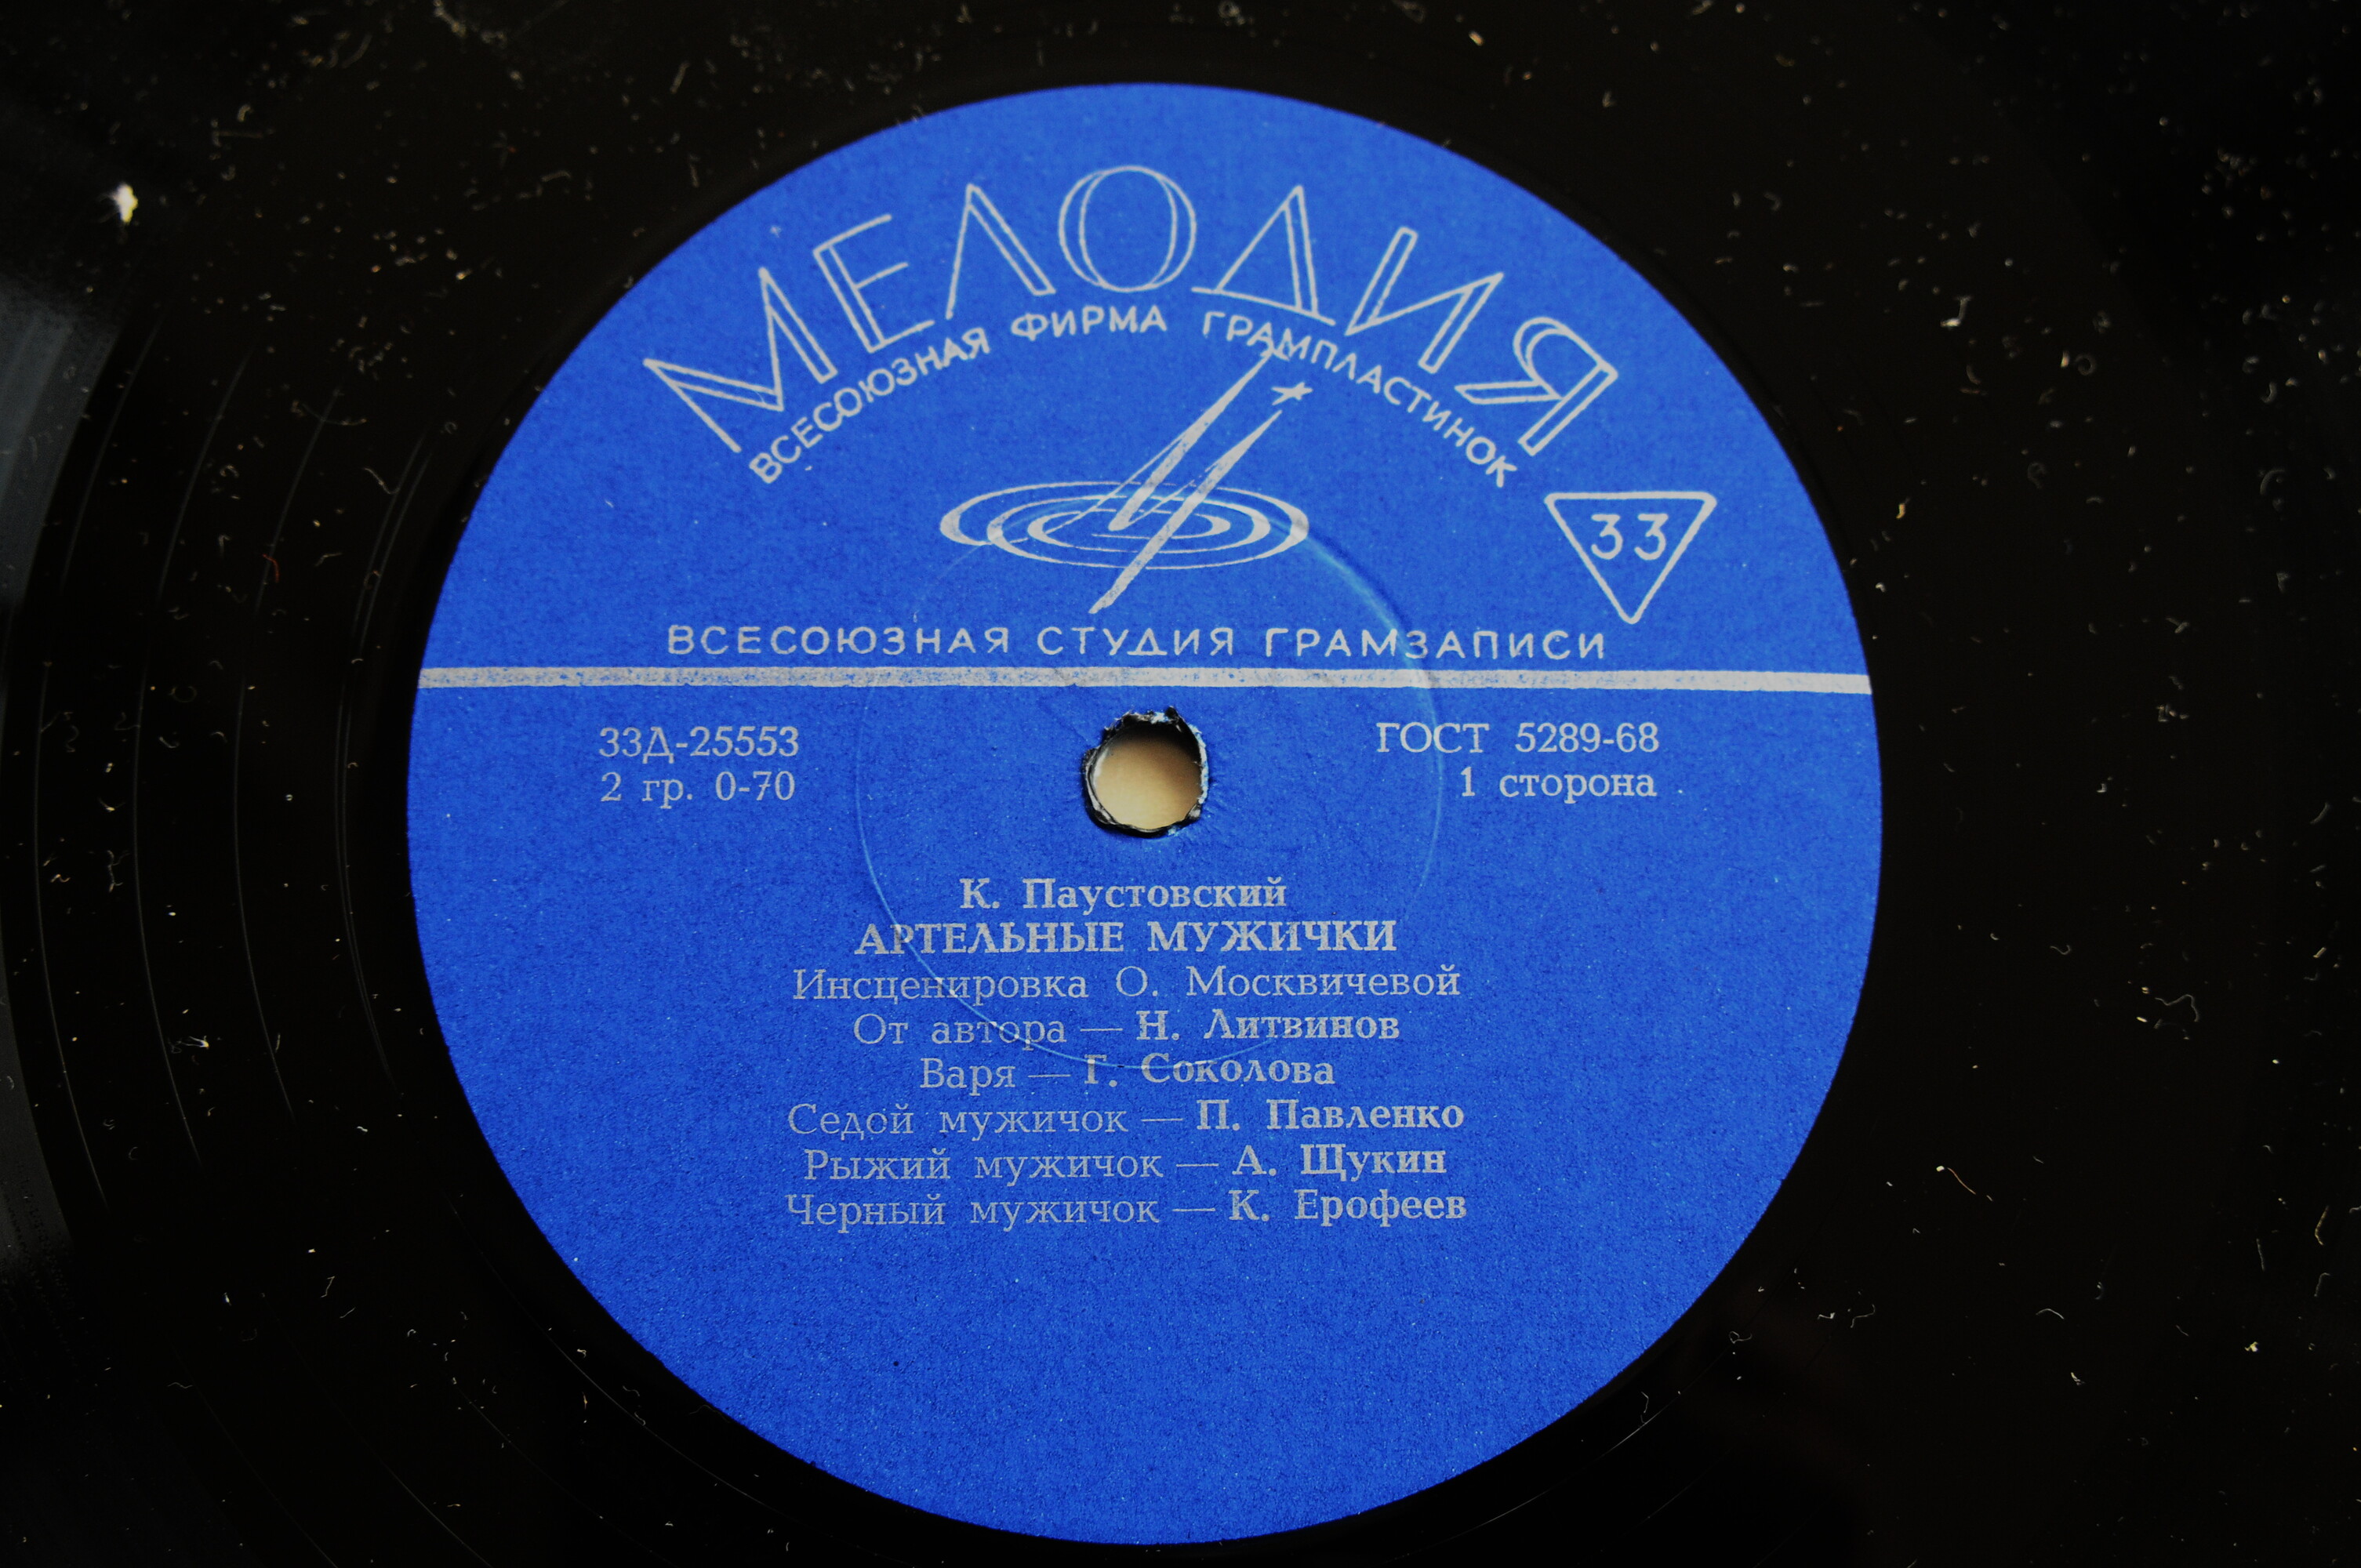 МЕЛОДИЯ
ВСЕСОЮЗНАЯ ФИРМА ГРАМПЛАСТИНОК
33
ВСЕСОЮЗНАЯ СТУДИЯ ГРАМЗАПИСИ
33Д-25553
2 гр. 0-70
ГОСТ 5289-68
1 сторона
К. Паустовский
АРТЕЛЬНЫЕ МУЖИЧКИ
Инсценировка О. Москвичевой
От автора — Н. Литвинов
Варя — Г. Соколова
Седой мужичок — П. Павленко
Рыжий мужичок — А. Щукин
Черный мужичок — К. Ерофеев